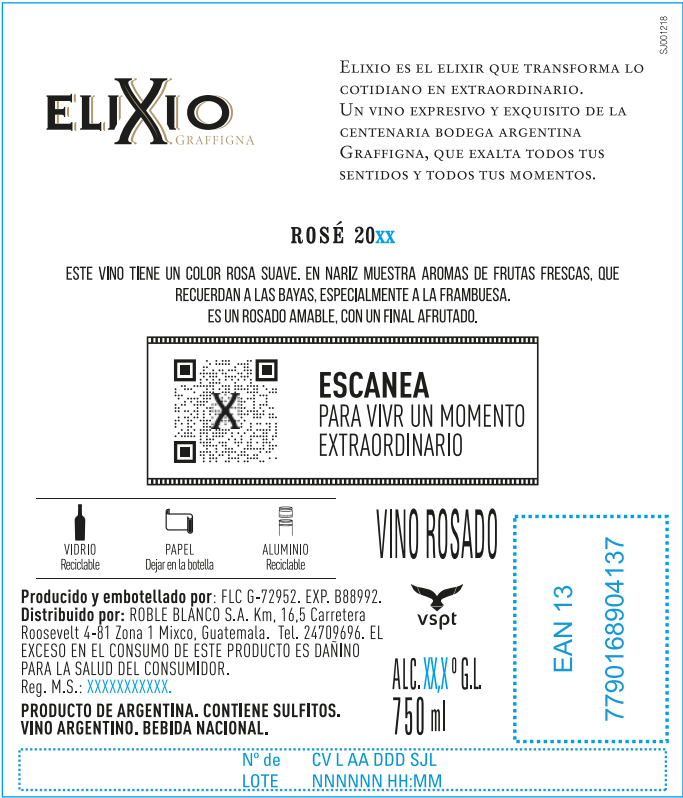 SJ001218
ELIXIO
GRAFFIGNA
Elixio es el elixir que transforma lo
cotidiano en extraordinario.
Un vino expresivo y exquisito de la
centenaria bodega argentina
Graffigna, que exalta todos tus
sentidos y todos tus momentos.
ROSÉ 20xx
ESTE VINO TIENE UN COLOR ROSA SUAVE. EN NARIZ MUESTRA AROMAS DE FRUTAS FRESCAS, QUE
RECUERDAN A LAS BAYAS, ESPECIALMENTE A LA FRAMBUESA.
ES UN ROSADO AMABLE, CON UN FINAL AFRUTADO.
X
ESCANEA
PARA VIVR UN MOMENTO
EXTRAORDINARIO
VIDRIO
Reciclable
PAPEL
Dejar en la botella
ALUMINIO
Reciclable
VINO ROSADO
Producido y embotellado por: FLC G-72952. EXP. B88992.
Distribuido por: ROBLE BLANCO S.A. Km, 16,5 Carretera
Roosevelt 4-81 Zona 1 Mixco, Guatemala. Tel. 24709696. EL
EXCESO EN EL CONSUMO DE ESTE PRODUCTO ES DAÑINO
PARA LA SALUD DEL CONSUMIDOR.
Reg. M.S.: XXXXXXXXXXX.
PRODUCTO DE ARGENTINA. CONTIENE SULFITOS.
VINO ARGENTINO. BEBIDA NACIONAL.
vspt
ALC. XX,X º G.L.
750 ml
EAN 13
7790168904137
Nº de CV L AA DDD SJL
LOTE NNNNNN HH:MM